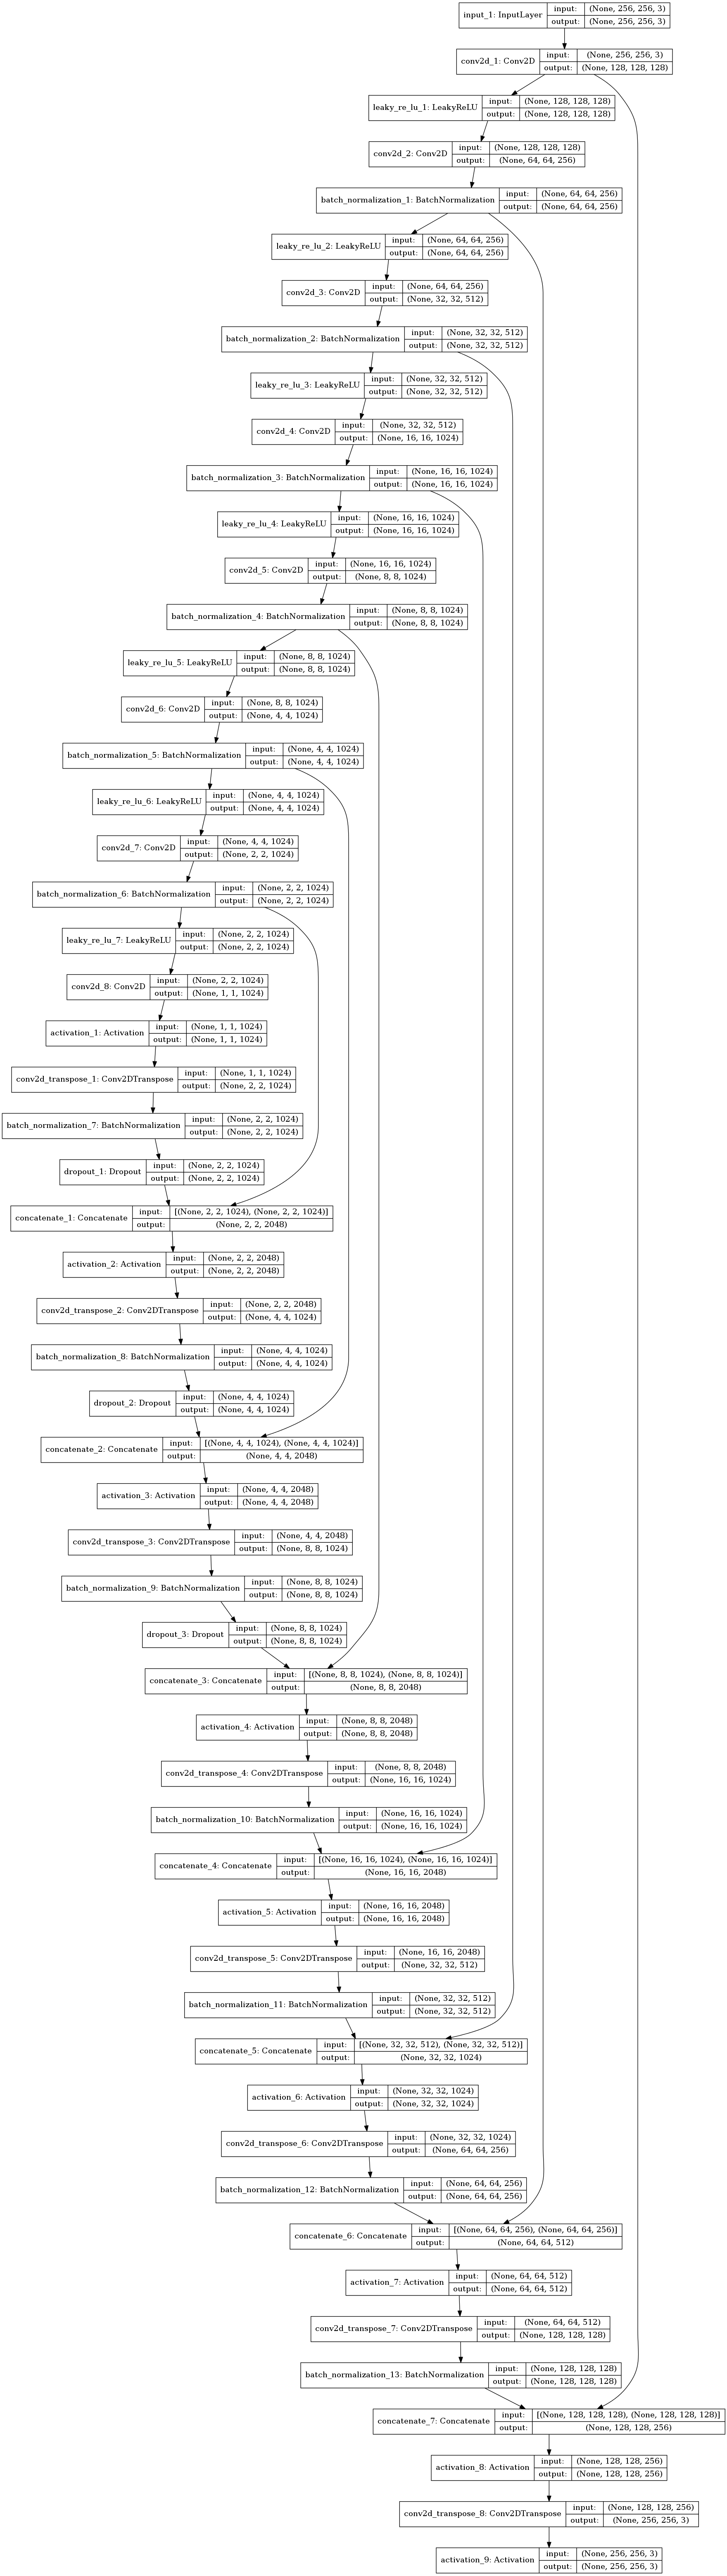 input_1: InputLayer input: (None, 256, 256, 3)
output: (None, 256, 256, 3)
conv2d_1: Conv2D input: (None, 256, 256, 3)
output: (None, 128, 128, 128)
leaky_re_lu_1: LeakyReLU input: (None, 128, 128, 128)
output: (None, 128, 128, 128)
conv2d_2: Conv2D input: (None, 128, 128, 128)
output: (None, 64, 64, 256)
batch_normalization_1: BatchNormalization input: (None, 64, 64, 256)
output: (None, 64, 64, 256)
leaky_re_lu_2: LeakyReLU input: (None, 64, 64, 256)
output: (None, 64, 64, 256)
conv2d_3: Conv2D input: (None, 64, 64, 256)
output: (None, 32, 32, 512)
batch_normalization_2: BatchNormalization input: (None, 32, 32, 512)
output: (None, 32, 32, 512)
leaky_re_lu_3: LeakyReLU input: (None, 32, 32, 512)
output: (None, 32, 32, 512)
conv2d_4: Conv2D input: (None, 32, 32, 512)
output: (None, 16, 16, 1024)
batch_normalization_3: BatchNormalization input: (None, 16, 16, 1024)
output: (None, 16, 16, 1024)
leaky_re_lu_4: LeakyReLU input: (None, 16, 16, 1024)
output: (None, 16, 16, 1024)
conv2d_5: Conv2D input: (None, 16, 16, 1024)
output: (None, 8, 8, 1024)
batch_normalization_4: BatchNormalization input: (None, 8, 8, 1024)
output: (None, 8, 8, 1024)
leaky_re_lu_5: LeakyReLU input: (None, 8, 8, 1024)
output: (None, 8, 8, 1024)
conv2d_6: Conv2D input: (None, 8, 8, 1024)
output: (None, 4, 4, 1024)
batch_normalization_5: BatchNormalization input: (None, 4, 4, 1024)
output: (None, 4, 4, 1024)
leaky_re_lu_6: LeakyReLU input: (None, 4, 4, 1024)
output: (None, 4, 4, 1024)
conv2d_7: Conv2D input: (None, 4, 4, 1024)
output: (None, 2, 2, 1024)
batch_normalization_6: BatchNormalization input: (None, 2, 2, 1024)
output: (None, 2, 2, 1024)
leaky_re_lu_7: LeakyReLU input: (None, 2, 2, 1024)
output: (None, 2, 2, 1024)
conv2d_8: Conv2D input: (None, 2, 2, 1024)
output: (None, 1, 1, 1024)
activation_1: Activation input: (None, 1, 1, 1024)
output: (None, 1, 1, 1024)
conv2d_transpose_1: Conv2DTranspose input: (None, 1, 1, 1024)
output: (None, 2, 2, 1024)
batch_normalization_7: BatchNormalization input: (None, 2, 2, 1024)
output: (None, 2, 2, 1024)
dropout_1: Dropout input: (None, 2, 2, 1024)
output: (None, 2, 2, 1024)
concatenate_1: Concatenate input: [(None, 2, 2, 1024), (None, 2, 2, 1024)]
output: (None, 2, 2, 2048)
activation_2: Activation input: (None, 2, 2, 2048)
output: (None, 2, 2, 2048)
conv2d_transpose_2: Conv2DTranspose input: (None, 2, 2, 2048)
output: (None, 4, 4, 1024)
batch_normalization_8: BatchNormalization input: (None, 4, 4, 1024)
output: (None, 4, 4, 1024)
dropout_2: Dropout input: (None, 4, 4, 1024)
output: (None, 4, 4, 1024)
concatenate_2: Concatenate input: [(None, 4, 4, 1024), (None, 4, 4, 1024)]
output: (None, 4, 4, 2048)
activation_3: Activation input: (None, 4, 4, 2048)
output: (None, 4, 4, 2048)
conv2d_transpose_3: Conv2DTranspose input: (None, 4, 4, 2048)
output: (None, 8, 8, 1024)
batch_normalization_9: BatchNormalization input: (None, 8, 8, 1024)
output: (None, 8, 8, 1024)
dropout_3: Dropout input: (None, 8, 8, 1024)
output: (None, 8, 8, 1024)
concatenate_3: Concatenate input: [(None, 8, 8, 1024), (None, 8, 8, 1024)]
output: (None, 8, 8, 2048)
activation_4: Activation input: (None, 8, 8, 2048)
output: (None, 8, 8, 2048)
conv2d_transpose_4: Conv2DTranspose input: (None, 8, 8, 2048)
output: (None, 16, 16, 1024)
batch_normalization_10: BatchNormalization input: (None, 16, 16, 1024)
output: (None, 16, 16, 1024)
concatenate_4: Concatenate input: [(None, 16, 16, 1024), (None, 16, 16, 1024)]
output: (None, 16, 16, 2048)
activation_5: Activation input: (None, 16, 16, 2048)
output: (None, 16, 16, 2048)
conv2d_transpose_5: Conv2DTranspose input: (None, 16, 16, 2048)
output: (None, 32, 32, 512)
batch_normalization_11: BatchNormalization input: (None, 32, 32, 512)
output: (None, 32, 32, 512)
concatenate_5: Concatenate input: [(None, 32, 32, 512), (None, 32, 32, 512)]
output: (None, 32, 32, 1024)
activation_6: Activation input: (None, 32, 32, 1024)
output: (None, 32, 32, 1024)
conv2d_transpose_6: Conv2DTranspose input: (None, 32, 32, 1024)
output: (None, 64, 64, 256)
batch_normalization_12: BatchNormalization input: (None, 64, 64, 256)
output: (None, 64, 64, 256)
concatenate_6: Concatenate input: [(None, 64, 64, 256), (None, 64, 64, 256)]
output: (None, 64, 64, 512)
activation_7: Activation input: (None, 64, 64, 512)
output: (None, 64, 64, 512)
conv2d_transpose_7: Conv2DTranspose input: (None, 64, 64, 512)
output: (None, 128, 128, 128)
batch_normalization_13: BatchNormalization input: (None, 128, 128, 128)
output: (None, 128, 128, 128)
concatenate_7: Concatenate input: [(None, 128, 128, 128), (None, 128, 128, 128)]
output: (None, 128, 128, 256)
activation_8: Activation input: (None, 128, 128, 256)
output: (None, 128, 128, 256)
conv2d_transpose_8: Conv2DTranspose input: (None, 128, 128, 256)
output: (None, 256, 256, 3)
activation_9: Activation input: (None, 256, 256, 3)
output: (None, 256, 256, 3)